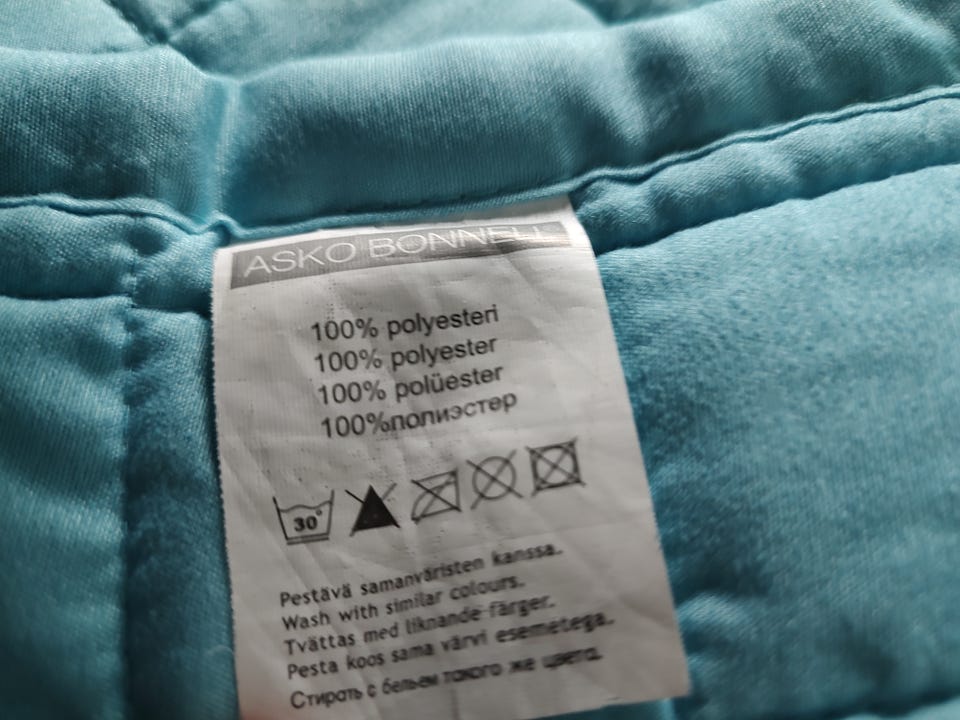 ASKO BONNELL
100% polyesteri
100% polyester
100% polüester
100%полиэстер
30°
Pestävä samanväristen kanssa.
Wash with similar colours.
Tvättas med liknande färger.
Pesta koos sama värvi esemetega.
Стирать с бельем такого же цвета.